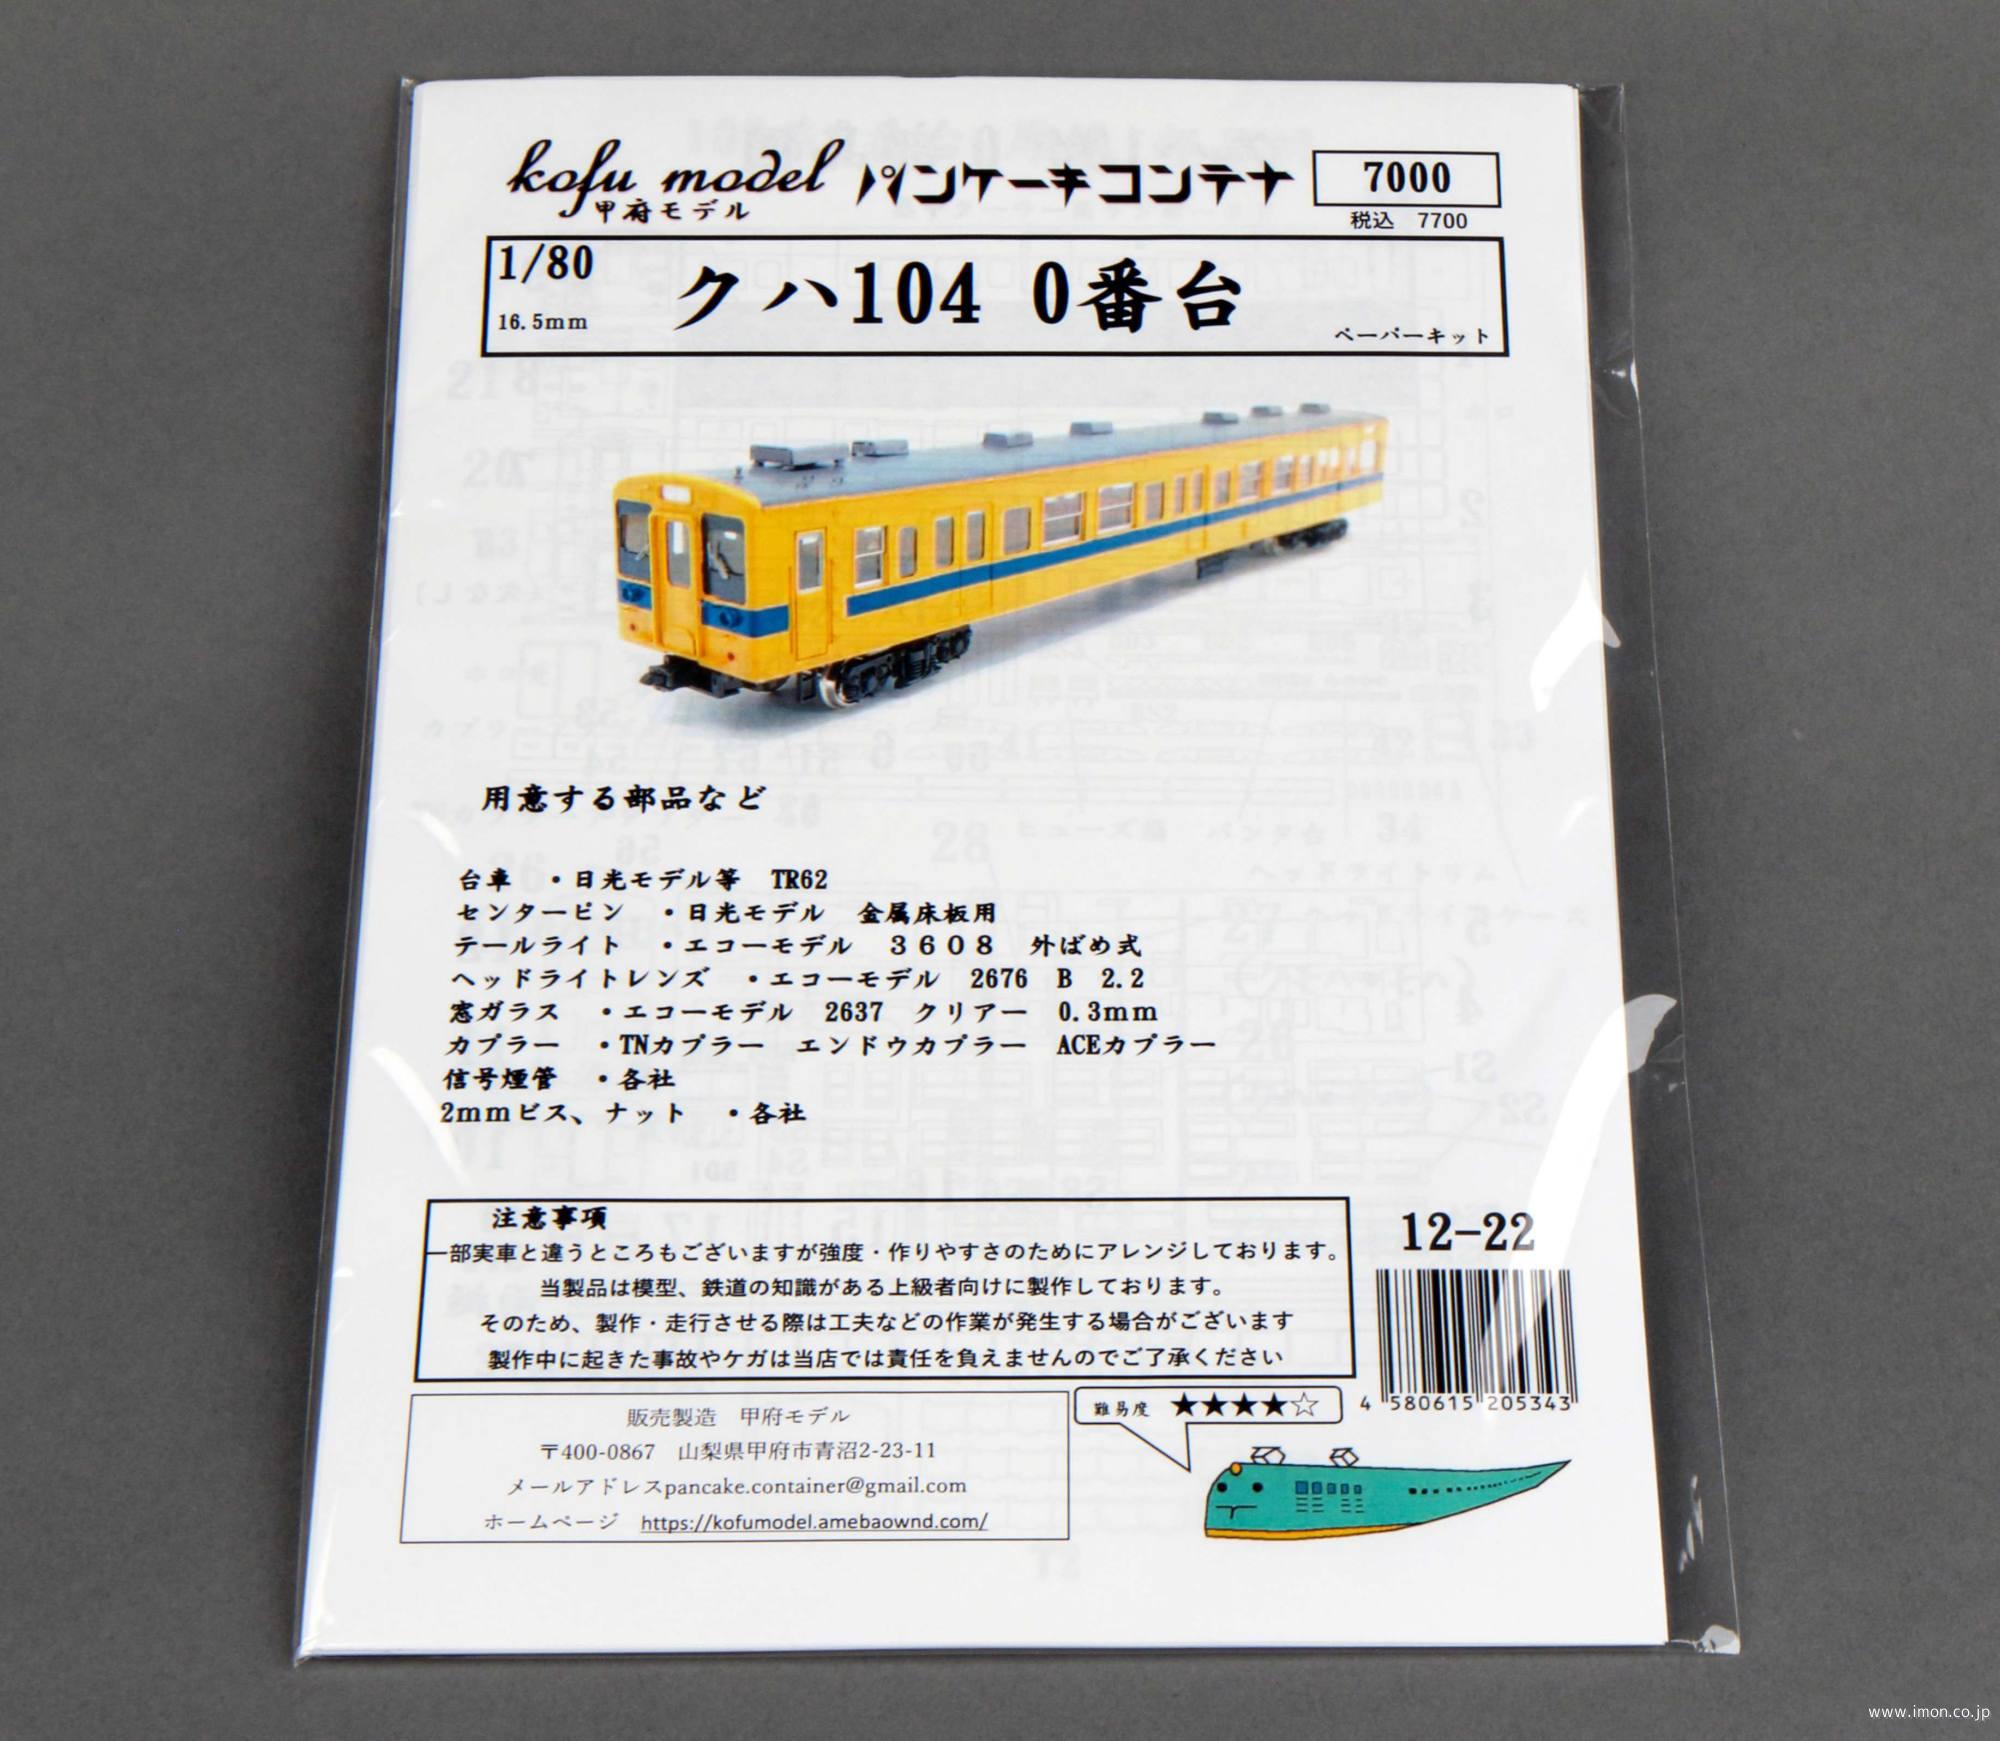 kofu model パンケーキコンテナ 7000
甲府モデル
税込 7700
1/80
クハ104 0番台
16.5mm
ペーパーキット
用意する部品など
台車 ・日光モデル等 TR62
センターピン ・日光モデル 金属床板用
テールライト ・エコーモデル 3608 外ばめ式
ヘッドライトレンズ ・エコーモデル 2676 B 2.2
窓ガラス ・エコーモデル 2637 クリアー 0.3mm
カプラー ・TNカプラー エンドウカプラー ACEカプラー
信号煙管 ・各社
2mmビス、ナット ・各社
注意事項
一部実車と違うところもございますが強度・作りやすさのためにアレンジしております。
当製品は模型、鉄道の知識がある上級者向けに製作しております。
そのため、製作・走行させる際は工夫などの作業が発生する場合がございます
製作中に起きた事故やケガは当店では責任を負えませんのでご了承ください
12-22
4 580615 205343
難易度 ★★★★☆
販売製造 甲府モデル
〒400-0867 山梨県甲府市青沼2-23-11
メールアドレスpancake.container@gmail.com
ホームページ https://kofumodel.amebaownd.com/
www.imon.co.jp